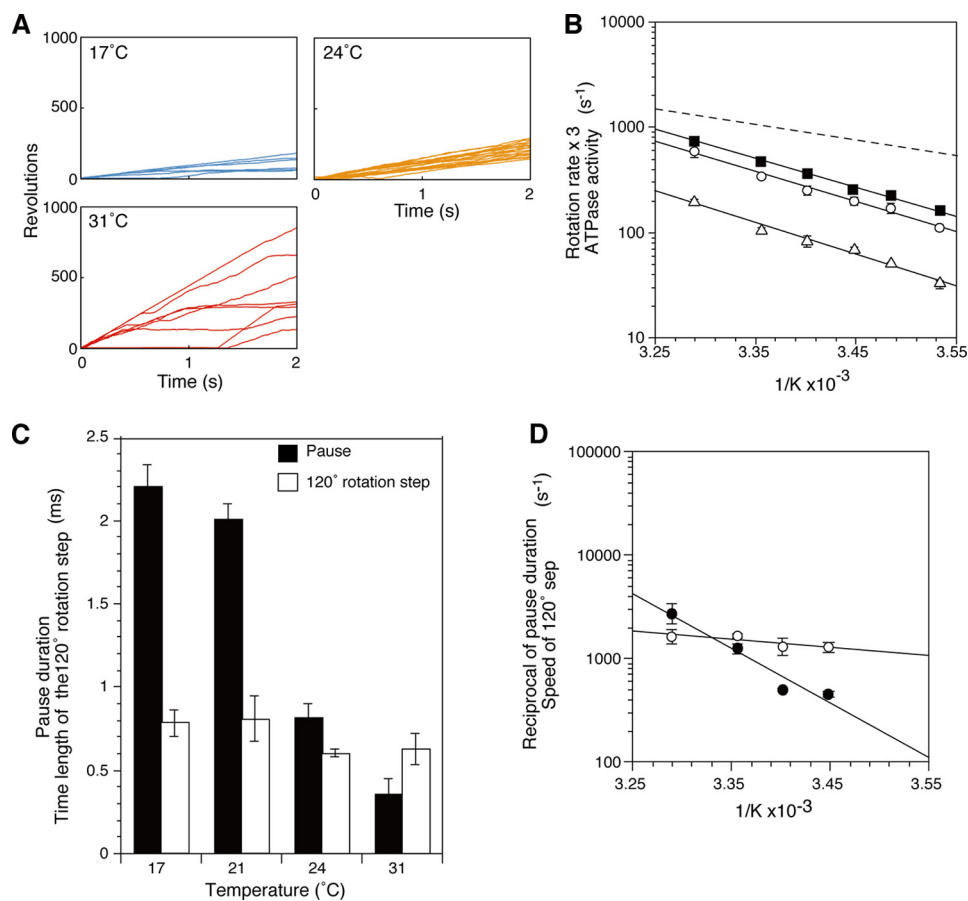 A
1000
17˚C
500
0
Revolutions
24˚C
0
1
2
Time (s)
1000
31˚C
500
0
0
1
2
Time (s)
B
10000
1000
100
10
Rotation rate x 3 (s-1)
ATPase activity
3.25
3.35
3.45
3.55
1/K x10-3
C
2.5
2
1.5
1
0.5
0
Pause duration
Time length of the120˚ rotation step (ms)
Pause
120˚ rotation step
17
21
24
31
Temperature (˚C)
D
100000
10000
1000
100
Reciprocal of pause duration (s-1)
Speed of 120˚ sep
3.25
3.35
3.45
3.55
1/K x10-3